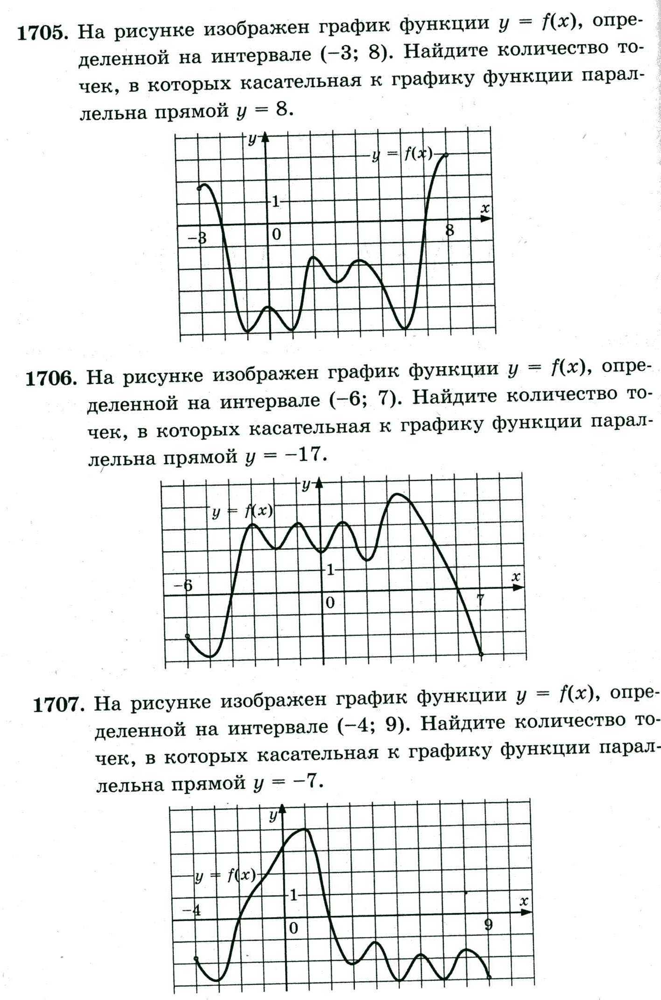 1705. На рисунке изображен график функции y = f(x), опре-
деленной на интервале (−3; 8). Найдите количество то-
чек, в которых касательная к графику функции парал-
лельна прямой y = 8.
y
y = f(x)
1
x
−3
0
8
1706. На рисунке изображен график функции y = f(x), опре-
деленной на интервале (−6; 7). Найдите количество то-
чек, в которых касательная к графику функции парал-
лельна прямой y = −17.
y
y = f(x)
1
−6
x
0
7
1707. На рисунке изображен график функции y = f(x), опре-
деленной на интервале (−4; 9). Найдите количество то-
чек, в которых касательная к графику функции парал-
лельна прямой y = −7.
y
y = f(x)
1
−4
x
0
9